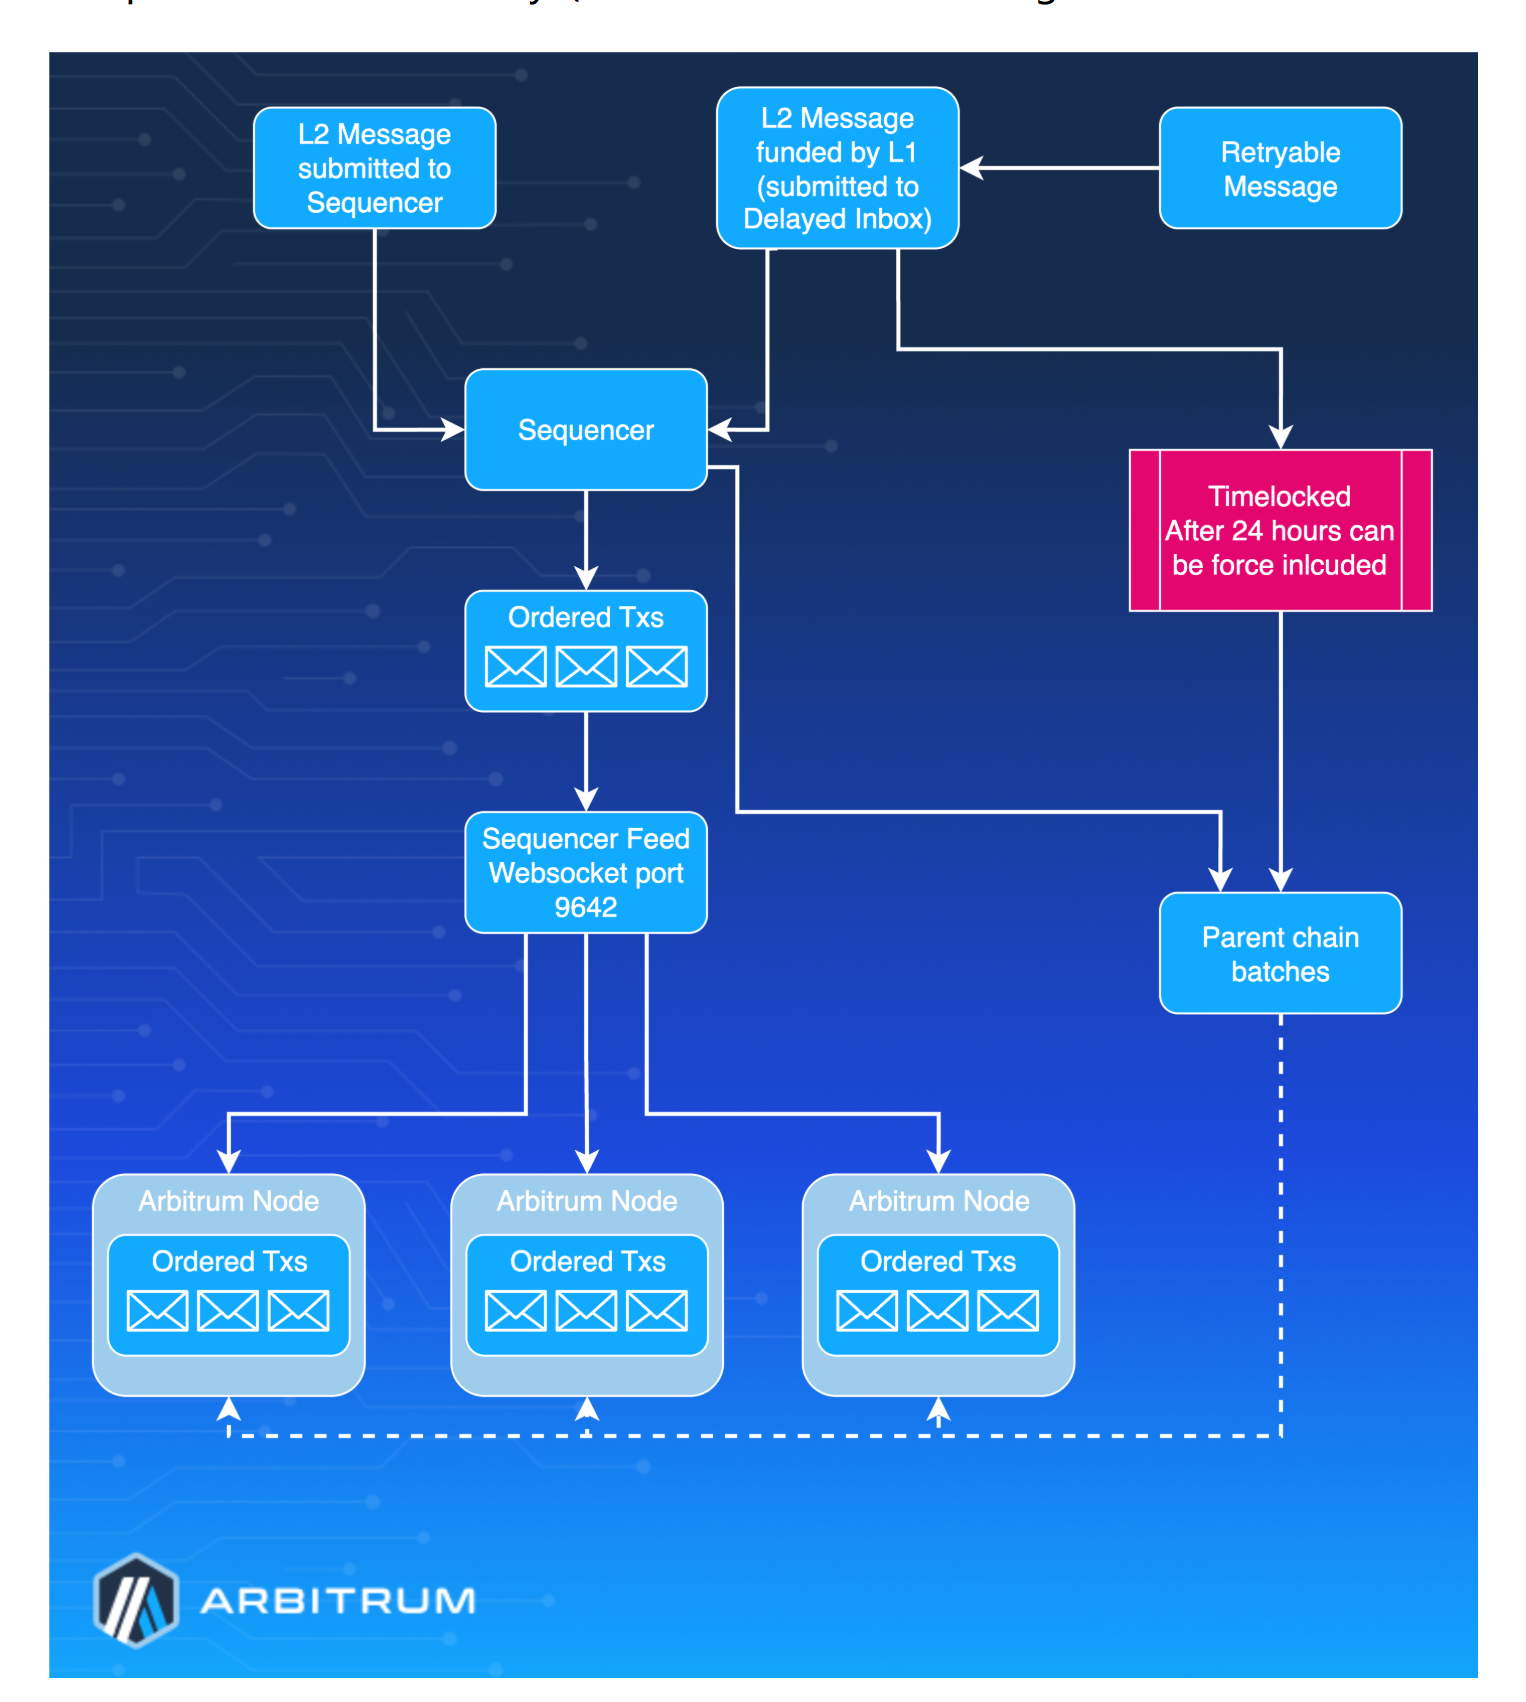 L2 Message
submitted to
Sequencer
L2 Message
funded by L1
(submitted to
Delayed Inbox)
Retryable
Message
Sequencer
Timelocked
After 24 hours can
be force inlcuded
Ordered Txs
Sequencer Feed
Websocket port
9642
Parent chain
batches
Arbitrum Node
Ordered Txs
Arbitrum Node
Ordered Txs
Arbitrum Node
Ordered Txs
ARBITRUM